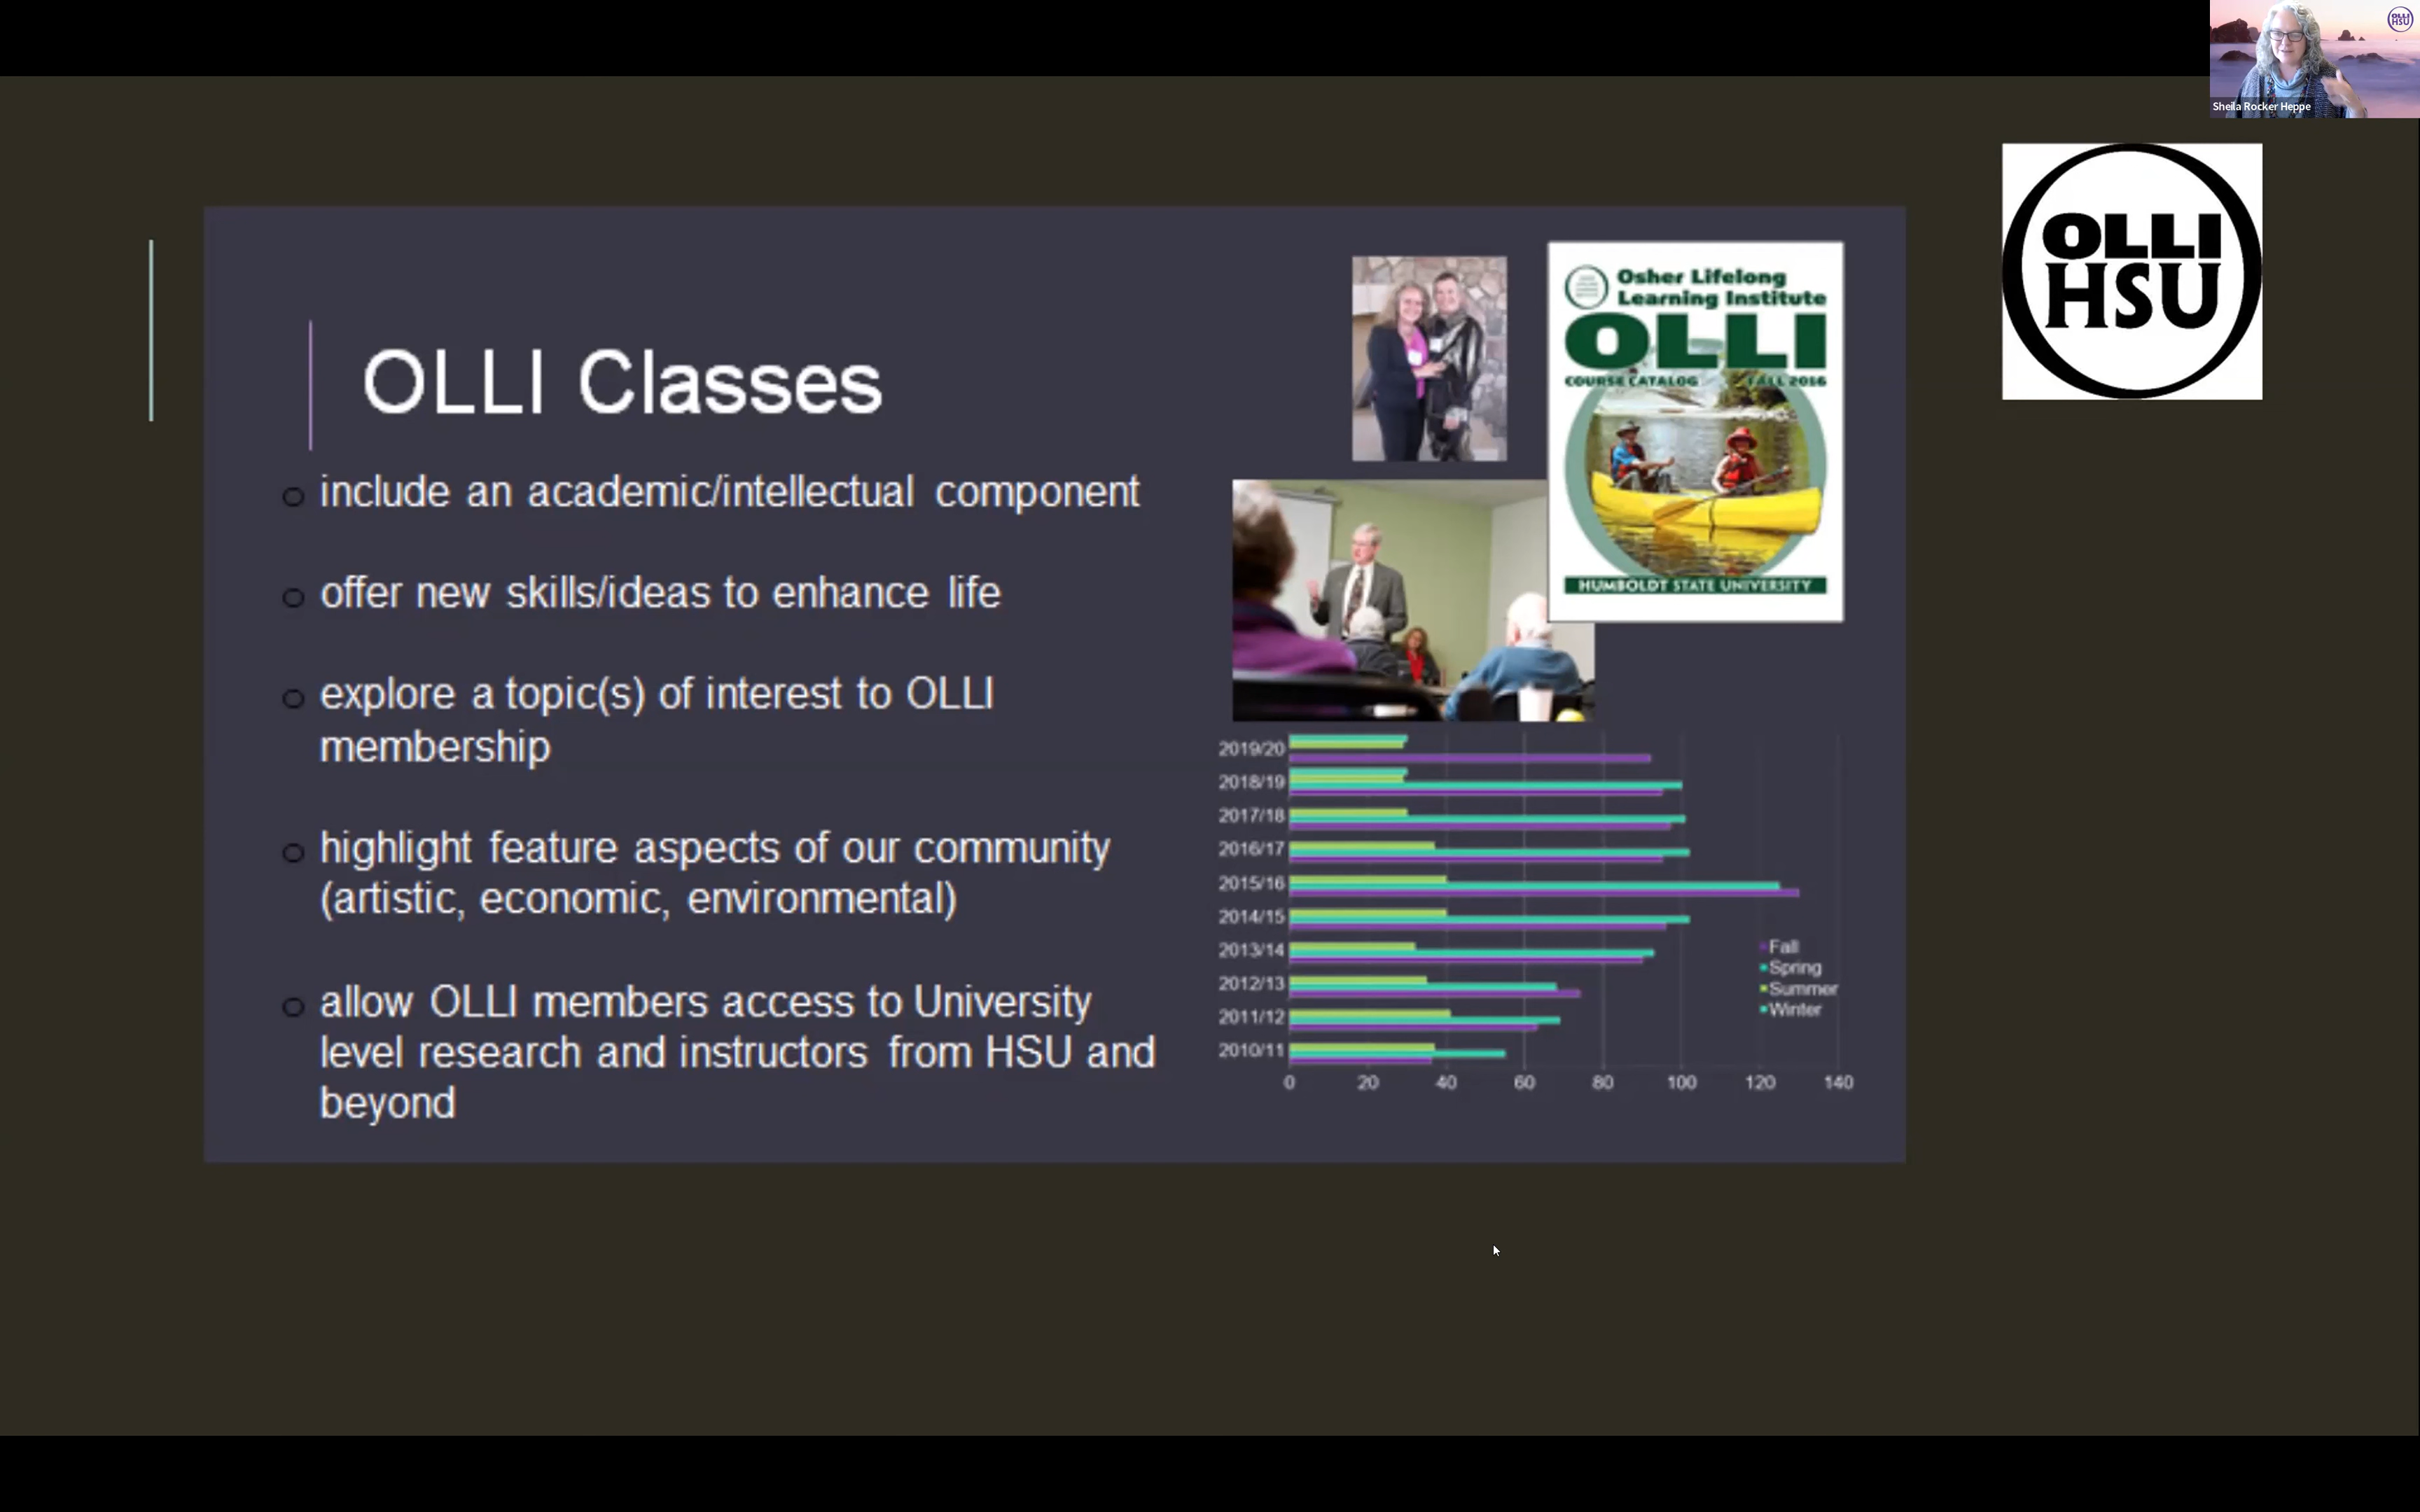 OLLI
HSU
Sheila Rocker Heppe
OLLI
HSU
OLLI Classes
include an academic/intellectual component
offer new skills/ideas to enhance life
explore a topic(s) of interest to OLLI
membership
highlight feature aspects of our community
(artistic, economic, environmental)
allow OLLI members access to University
level research and instructors from HSU and
beyond
Osher Lifelong
Learning Institute
OLLI
COURSE CATALOG FALL 2016
HUMBOLDT STATE UNIVERSITY
2019/20
2018/19
2017/18
2016/17
2015/16
2014/15
2013/14
2012/13
2011/12
2010/11
0 20 40 60 80 100 120 140
Fall
Spring
Summer
Winter